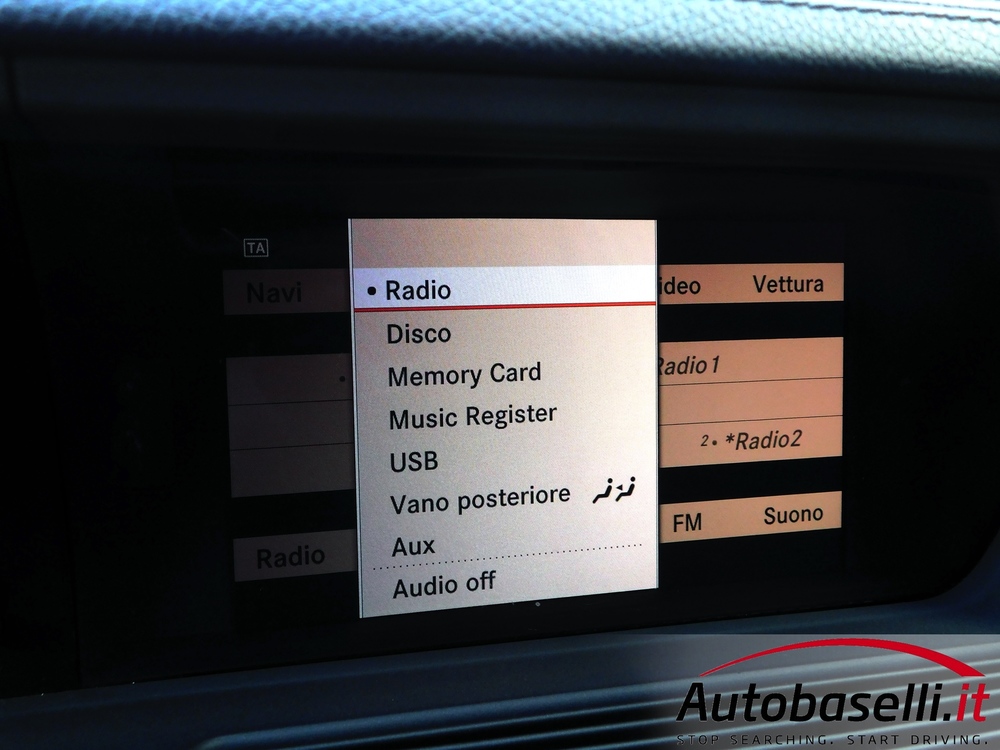 TA
Navi
ideo Vettura
• Radio
Disco
Memory Card
Music Register
USB
Vano posteriore
Aux
Audio off
Radio1
2• *Radio2
Radio
FM Suono
Autobaselli.it
STOP SEARCHING. START DRIVING.